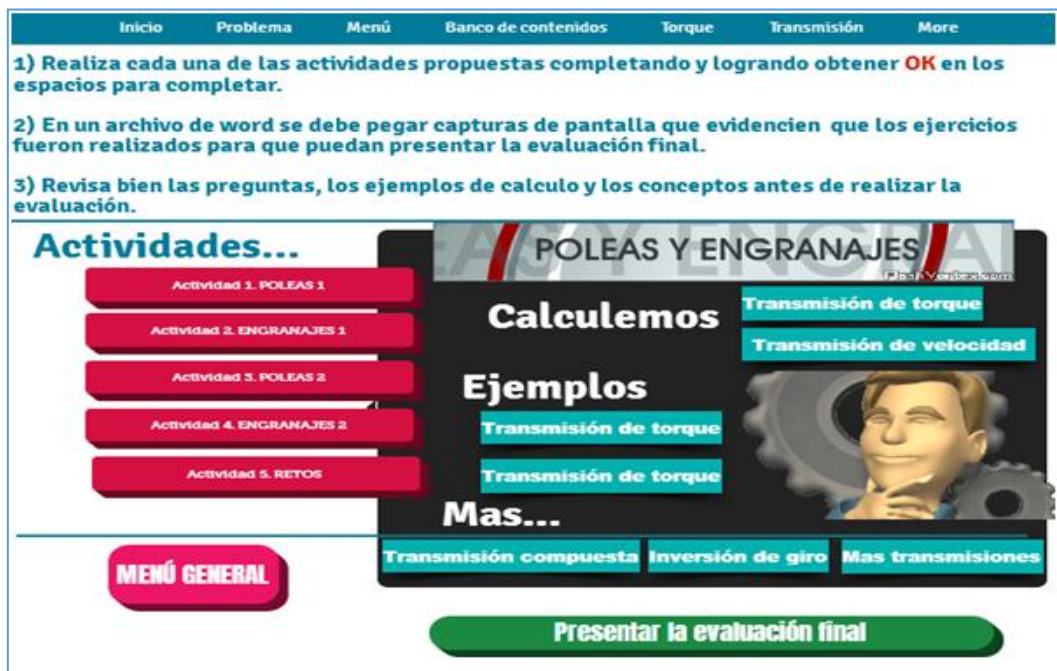 Inicio Problema Menú Banco de contenidos Torque Transmisión More
1) Realiza cada una de las actividades propuestas completando y logrando obtener OK en los
espacios para completar.
2) En un archivo de word se debe pegar capturas de pantalla que evidencien que los ejercicios
fueron realizados para que puedan presentar la evaluación final.
3) Revisa bien las preguntas, los ejemplos de calculo y los conceptos antes de realizar la
evaluación.
Actividades...
Actividad 1. POLEAS 1
Actividad 2. ENGRANAJES 1
Actividad 3. POLEAS 2
Actividad 4. ENGRANAJES 2
Actividad 5. RETOS
MENÚ GENERAL
POLEAS Y ENGRANAJES
FlashVortex.com
Calculemos
Transmisión de torque
Transmisión de velocidad
Ejemplos
Transmisión de torque
Transmisión de torque
Mas...
Transmisión compuesta Inversión de giro Mas transmisiones
Presentar la evaluación final